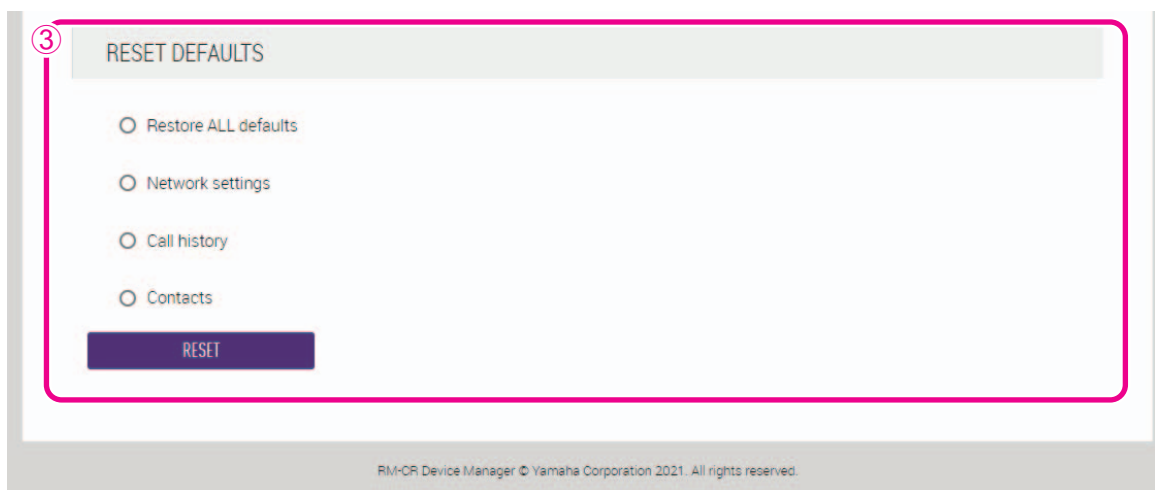 ③
RESET DEFAULTS
Restore ALL defaults
Network settings
Call history
Contacts
RESET
RM-CR Device Manager © Yamaha Corporation 2021. All rights reserved.